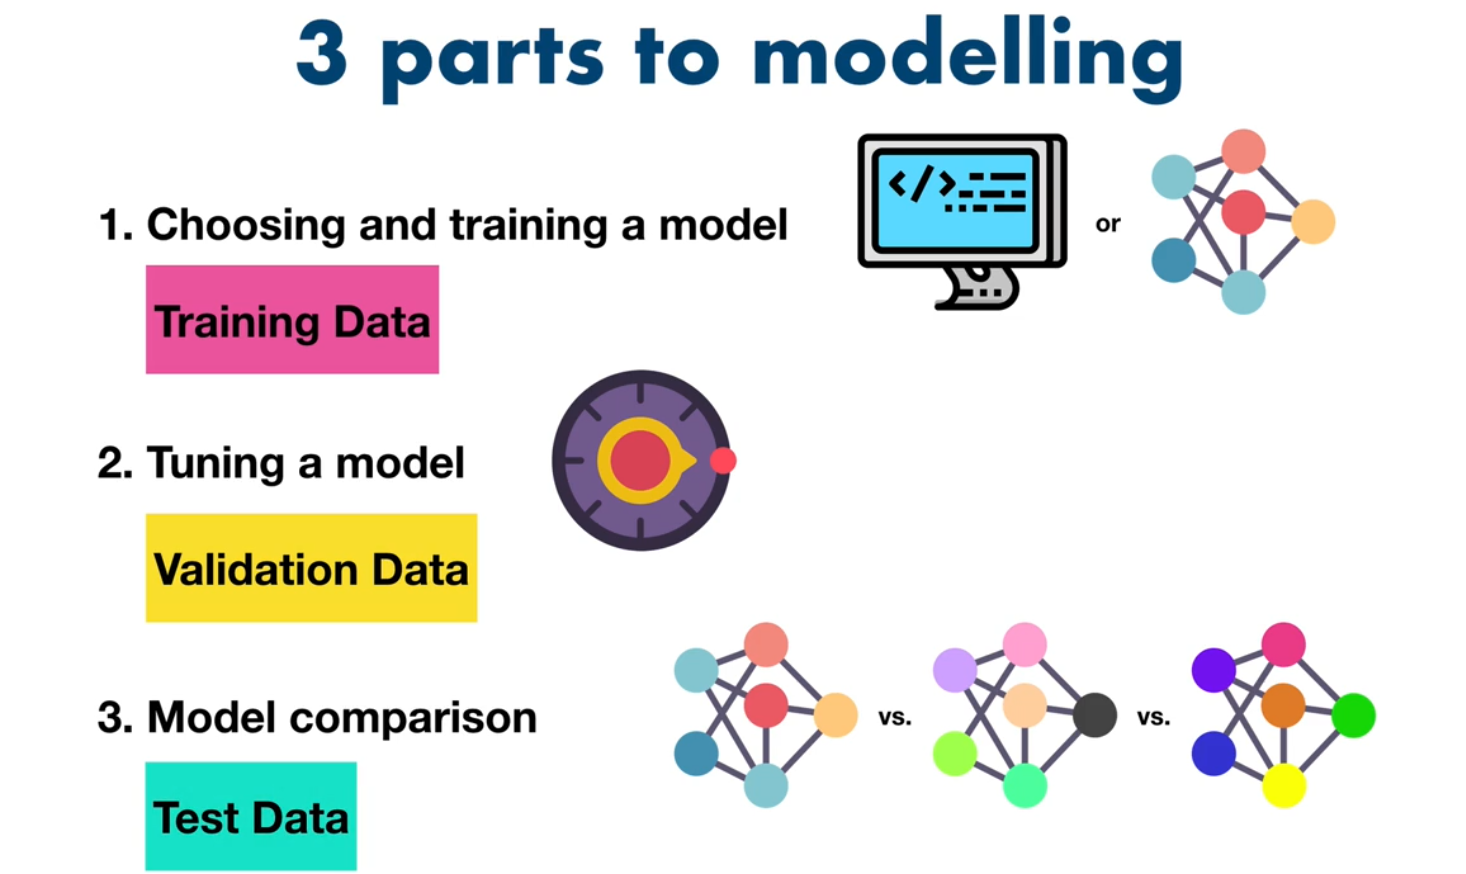 3 parts to modelling
1. Choosing and training a model
</>
or
Training Data
2. Tuning a model
Validation Data
3. Model comparison
vs.
vs.
Test Data